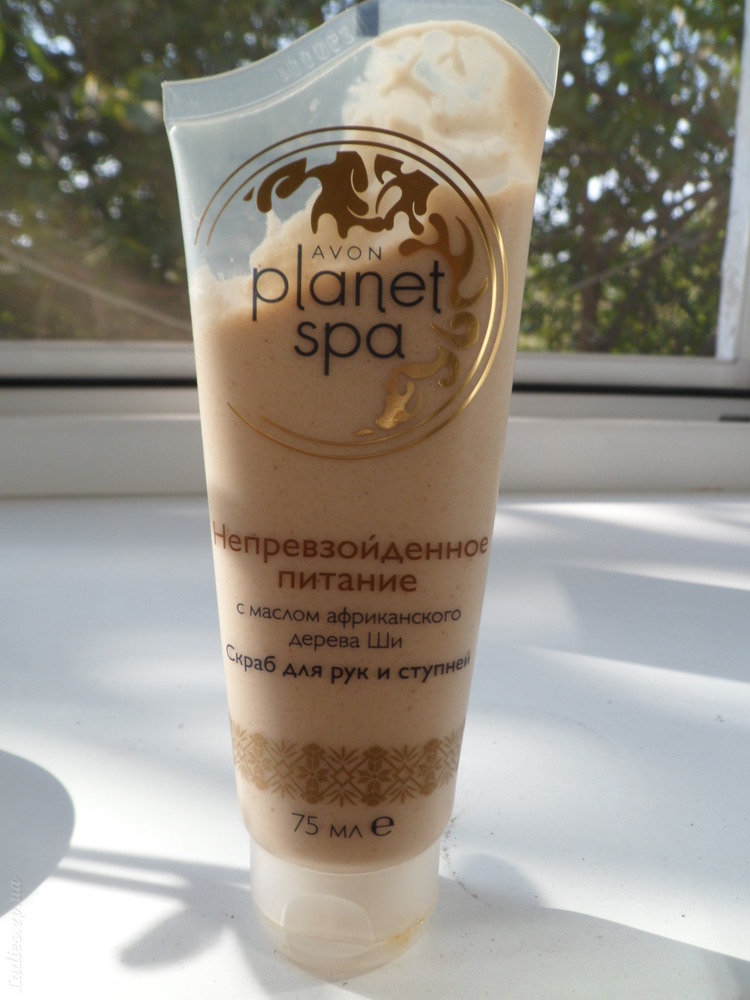 AVON
planet
spa
Непревзойденное
питание
с маслом африканского
дерева Ши
Скраб для рук и ступней
75 мл e